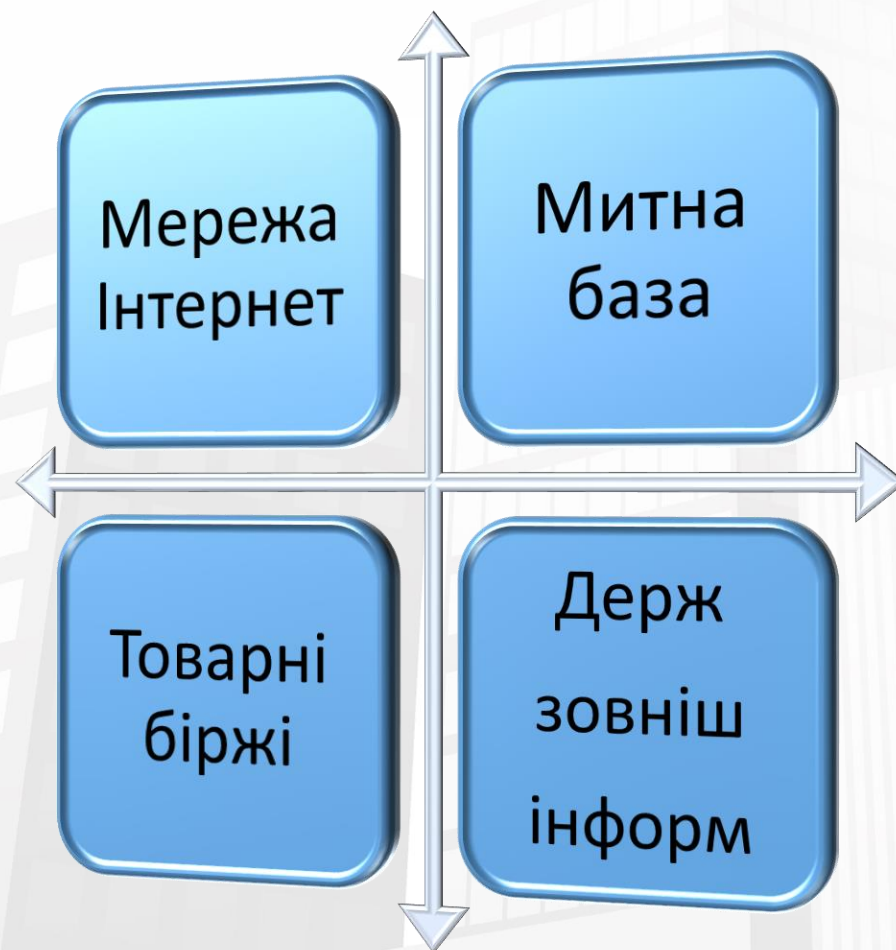 Мережа
Інтернет
Митна
база
Товарні
біржі
Держ
зовніш
інформ